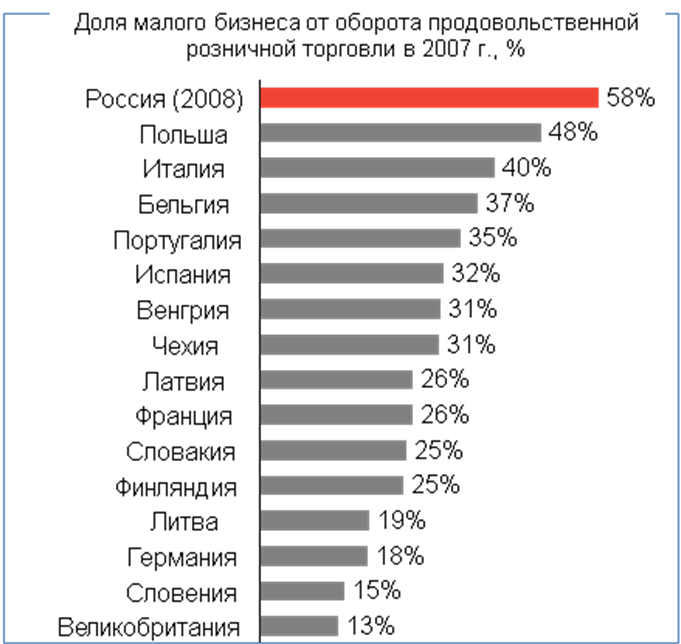 Доля малого бизнеса от оборота продовольственной
розничной торговли в 2007 г., %
Россия (2008) 58%
Польша 48%
Италия 40%
Бельгия 37%
Португалия 35%
Испания 32%
Венгрия 31%
Чехия 31%
Латвия 26%
Франция 26%
Словакия 25%
Финляндия 25%
Литва 19%
Германия 18%
Словения 15%
Великобритания 13%